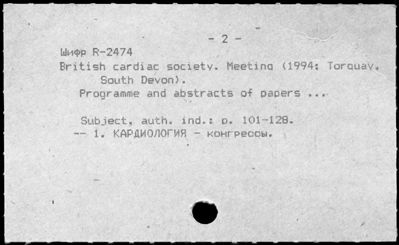 - 2 -
Шифр R-2474
British cardiac society. Meeting (1994; Torquay,
South Devon).
Programme and abstracts of papers ...
Subject, auth. ind.: p. 101-128.
-- 1. КАРДИОЛОГИЯ - конгрессы.